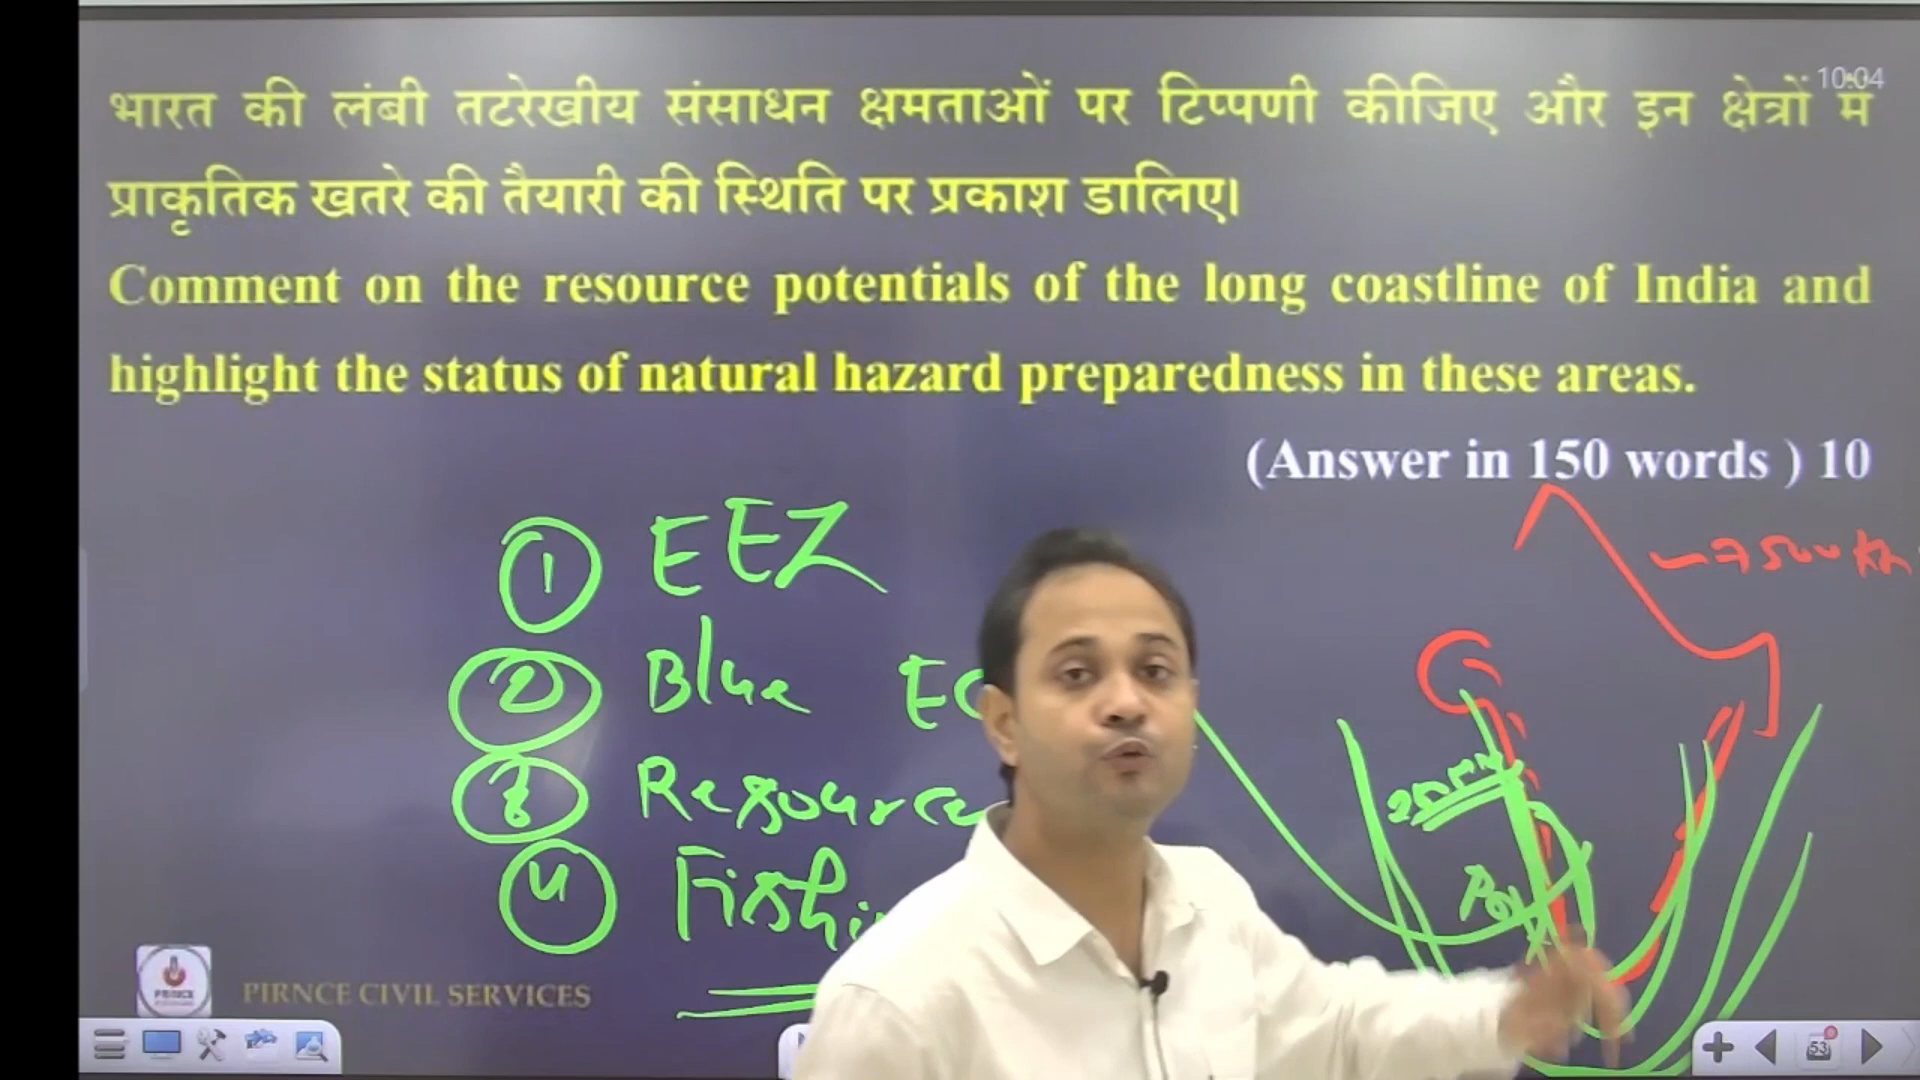 10:04
भारत की लंबी तटरेखीय संसाधन क्षमताओं पर टिप्पणी कीजिए और इन क्षेत्रों में
प्राकृतिक खतरे की तैयारी की स्थिति पर प्रकाश डालिए।
Comment on the resource potentials of the long coastline of India and
highlight the status of natural hazard preparedness in these areas.
(Answer in 150 words ) 10
1 EEZ
2 Blue
3 Resource
4
PIRNCE CIVIL SERVICES
53